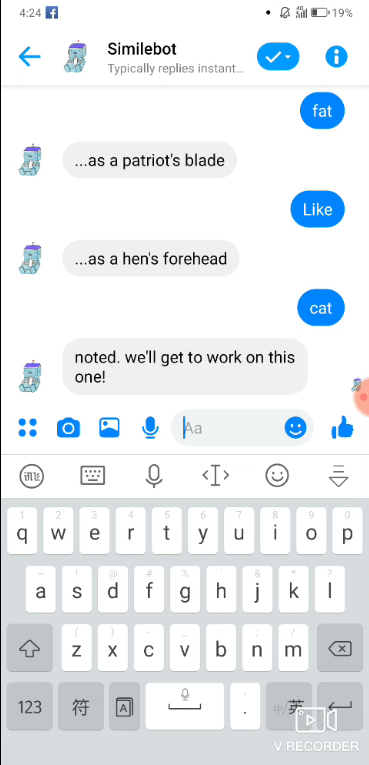 4:24
4G
19%
Similebot
Typically replies instant...
fat
...as a patriot's blade
Like
...as a hen's forehead
cat
noted. we'll get to work on this
one!
Aa
1 2 3 4 5 6 7 8 9 0
q w e r t y u i o p
~ ! @ # % ' & * ?
a s d f g h j k l
( ) - _ : ; /
z x c v b n m
123 符 A . 中/英
V RECORDER